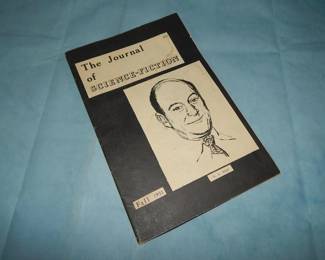 The Journal
of
SCIENCE-FICTION
Fall 1951